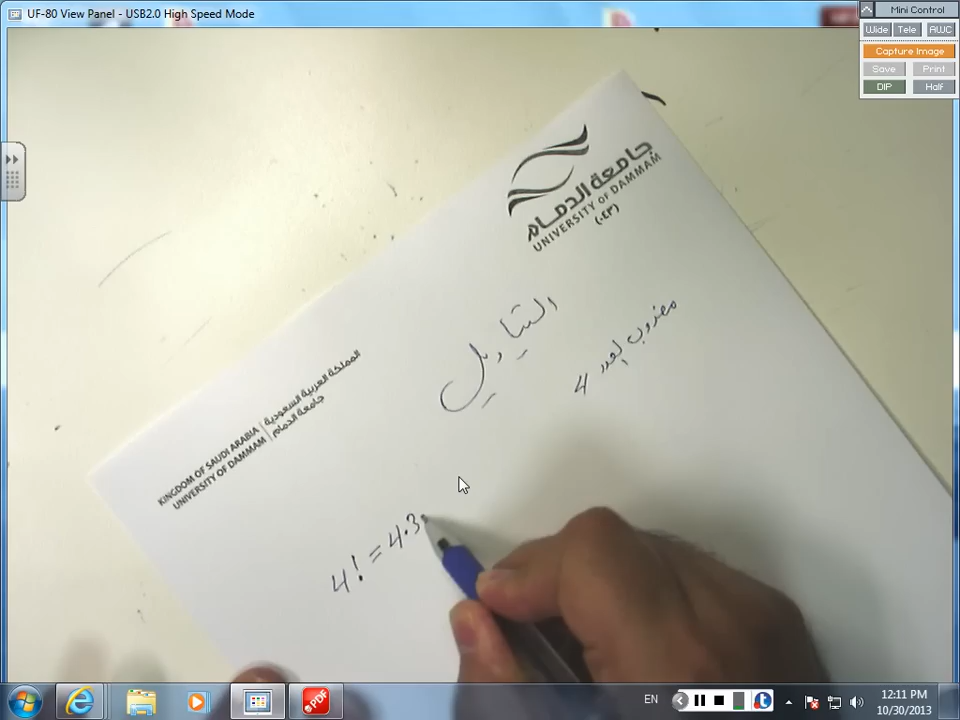 UF-80 View Panel - USB2.0 High Speed Mode
Mini Control
Wide Tele AWC
Capture Image
Save Print
DIP Half
جامعة الدمام
UNIVERSITY OF DAMMAM
(٠٤٣)
المملكة العربية السعودية
جامعة الدمام
KINGDOM OF SAUDI ARABIA
UNIVERSITY OF DAMMAM
التباديل
مضروب العدد 4
4! = 4.3.
PDF
EN
12:11 PM
10/30/2013